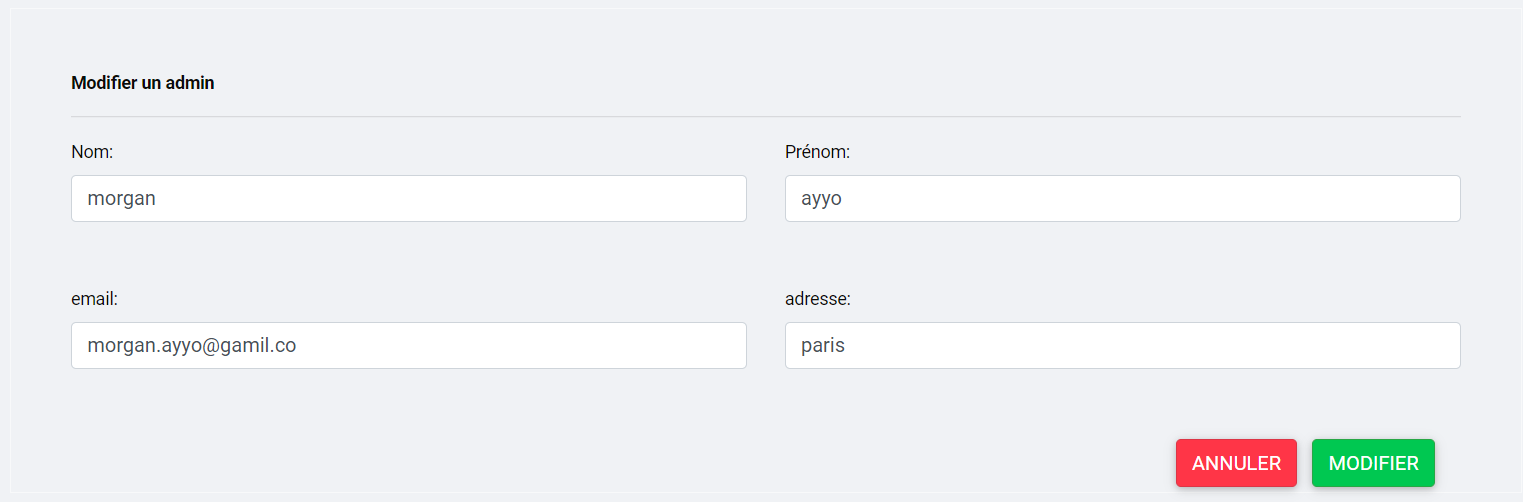 Modifier un admin
Nom:
Prénom:
morgan
ayyo
email:
adresse:
morgan.ayyo@gamil.co
paris
ANNULER
MODIFIER